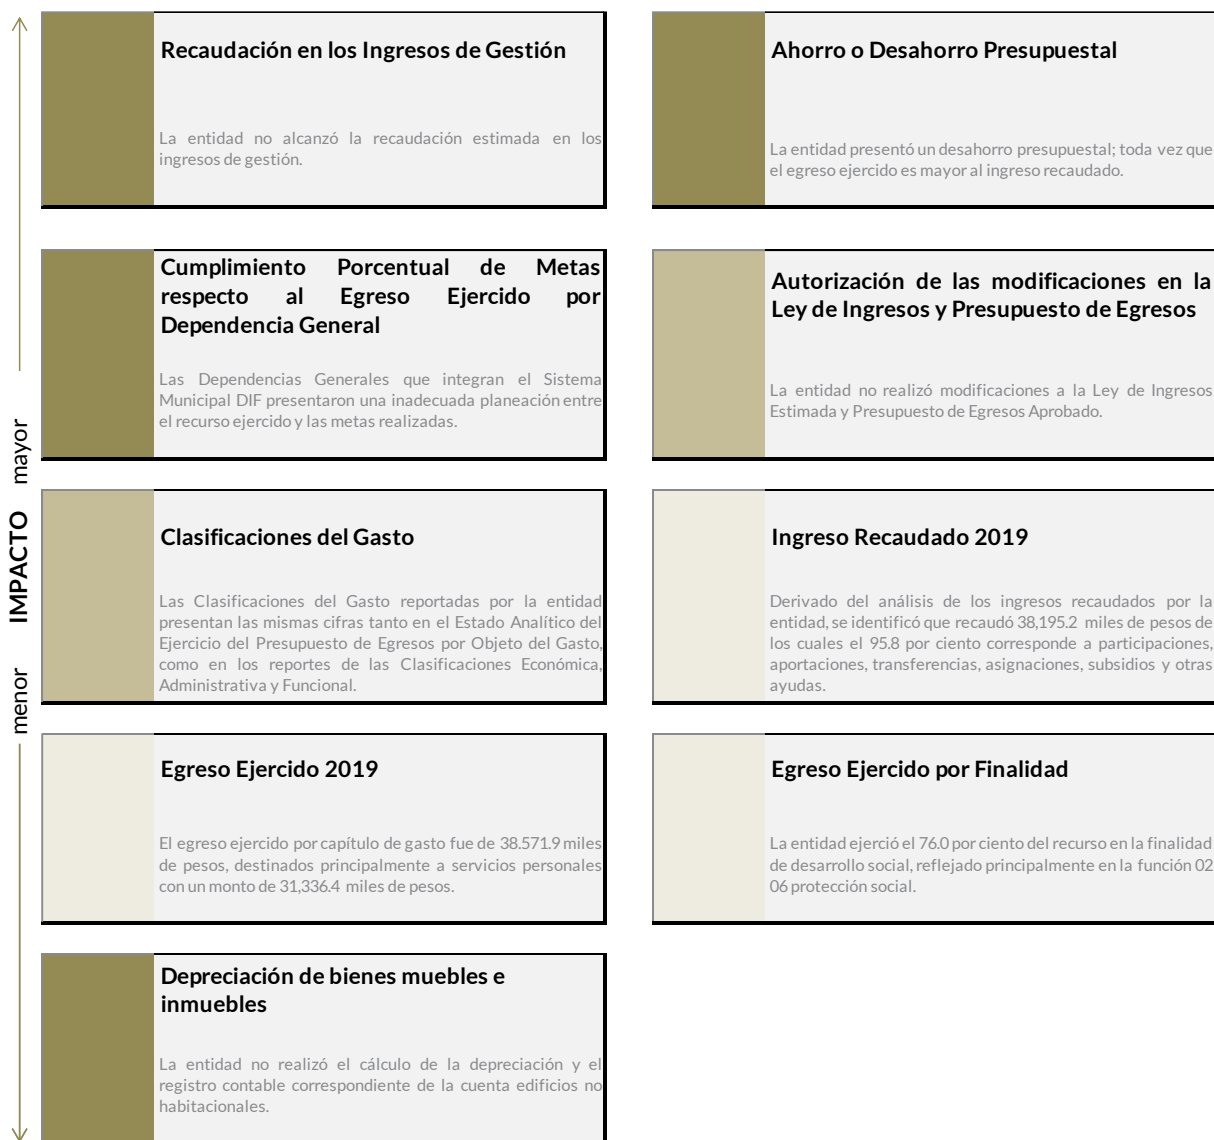 Recaudación en los Ingresos de Gestión
La entidad no alcanzó la recaudación estimada en los
ingresos de gestión.
Ahorro o Desahorro Presupuestal
La entidad presentó un desahorro presupuestal; toda vez que
el egreso ejercido es mayor al ingreso recaudado.
Cumplimiento Porcentual de Metas
respecto al Egreso Ejercido por
Dependencia General
Las Dependencias Generales que integran el Sistema
Municipal DIF presentaron una inadecuada planeación entre
el recurso ejercido y las metas realizadas.
Autorización de las modificaciones en la
Ley de Ingresos y Presupuesto de Egresos
La entidad no realizó modificaciones a la Ley de Ingresos
Estimada y Presupuesto de Egresos Aprobado.
menor IMPACTO mayor
Clasificaciones del Gasto
Las Clasificaciones del Gasto reportadas por la entidad
presentan las mismas cifras tanto en el Estado Analítico del
Ejercicio del Presupuesto de Egresos por Objeto del Gasto,
como en los reportes de las Clasificaciones Económica,
Administrativa y Funcional.
Ingreso Recaudado 2019
Derivado del análisis de los ingresos recaudados por la
entidad, se identificó que recaudó 38,195.2 miles de pesos de
los cuales el 95.8 por ciento corresponde a participaciones,
aportaciones, transferencias, asignaciones, subsidios y otras
ayudas.
Egreso Ejercido 2019
El egreso ejercido por capítulo de gasto fue de 38.571.9 miles
de pesos, destinados principalmente a servicios personales
con un monto de 31,336.4 miles de pesos.
Egreso Ejercido por Finalidad
La entidad ejerció el 76.0 por ciento del recurso en la finalidad
de desarrollo social, reflejado principalmente en la función 02
06 protección social.
Depreciación de bienes muebles e
inmuebles
La entidad no realizó el cálculo de la depreciación y el
registro contable correspondiente de la cuenta edificios no
habitacionales.